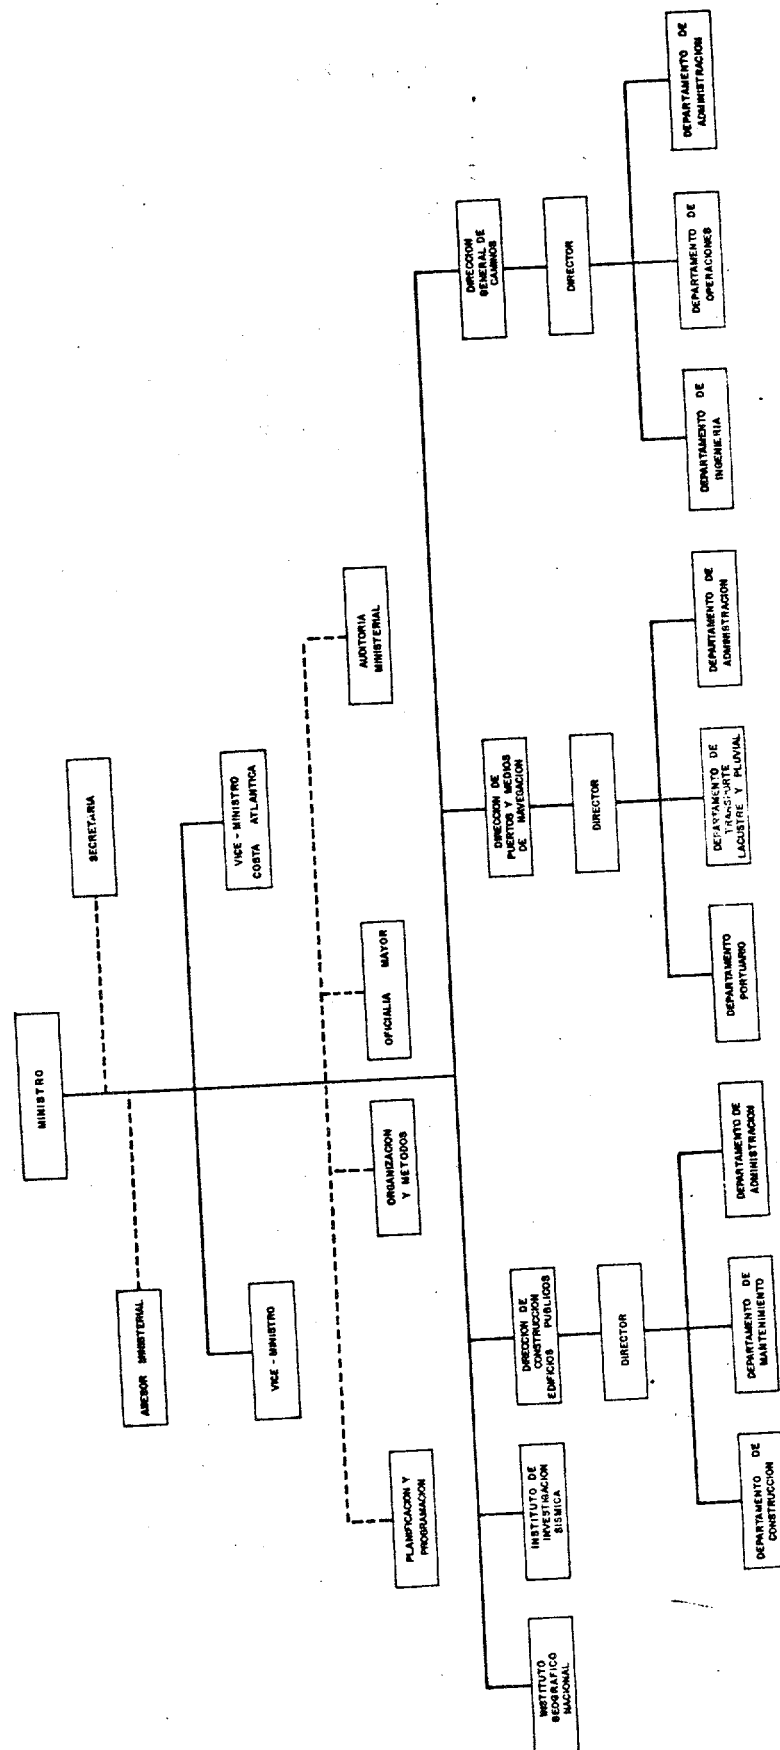 MINISTRO
SECRETARIA
ASESOR MINISTERIAL
VICE - MINISTRO
VICE - MINISTRO
COSTA ATLANTICA
PLANIFICACION Y
PROGRAMACION
ORGANIZACION
Y METODOS
OFICIALIA MAYOR
AUDITORIA
MINISTERIAL
INSTITUTO
GEOGRAFICO
NACIONAL
INSTITUTO DE
INVESTIGACION
SISMICA
DIRECCION DE
CONSTRUCCION
EDIFICIOS PUBLICOS
DIRECCION DE
PUERTOS Y MEDIOS
DE NAVEGACION
DIRECCION
GENERAL DE
CAMINOS
DIRECTOR
DIRECTOR
DIRECTOR
DEPARTAMENTO DE
CONSTRUCCION
DEPARTAMENTO DE
MANTENIMIENTO
DEPARTAMENTO DE
ADMINISTRACION
DEPARTAMENTO
PORTUARIO
DEPARTAMENTO DE
TRANSPORTE
LACUSTRE Y PLUVIAL
DEPARTAMENTO DE
ADMINISTRACION
DEPARTAMENTO DE
INGENIERIA
DEPARTAMENTO DE
OPERACIONES
DEPARTAMENTO DE
ADMINISTRACION